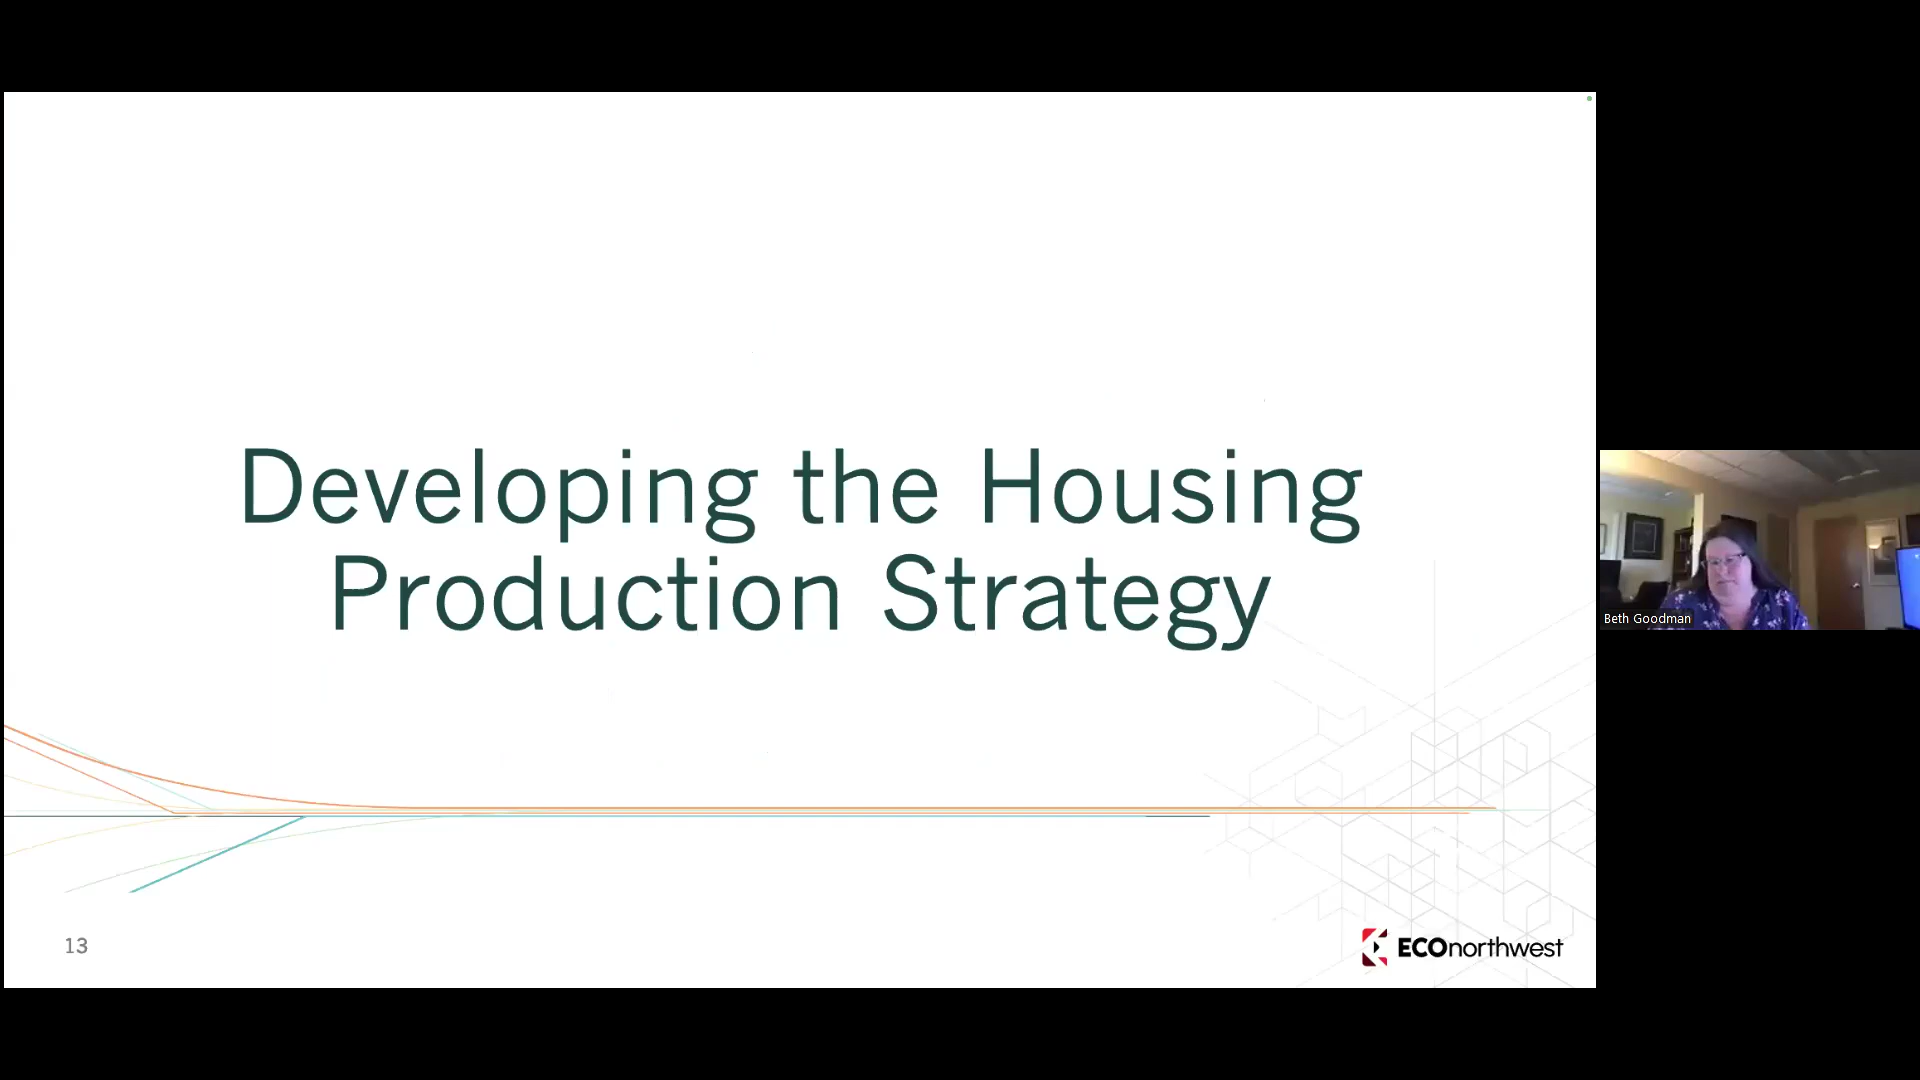 Developing the Housing
Production Strategy
Beth Goodman
13
ECOnorthwest